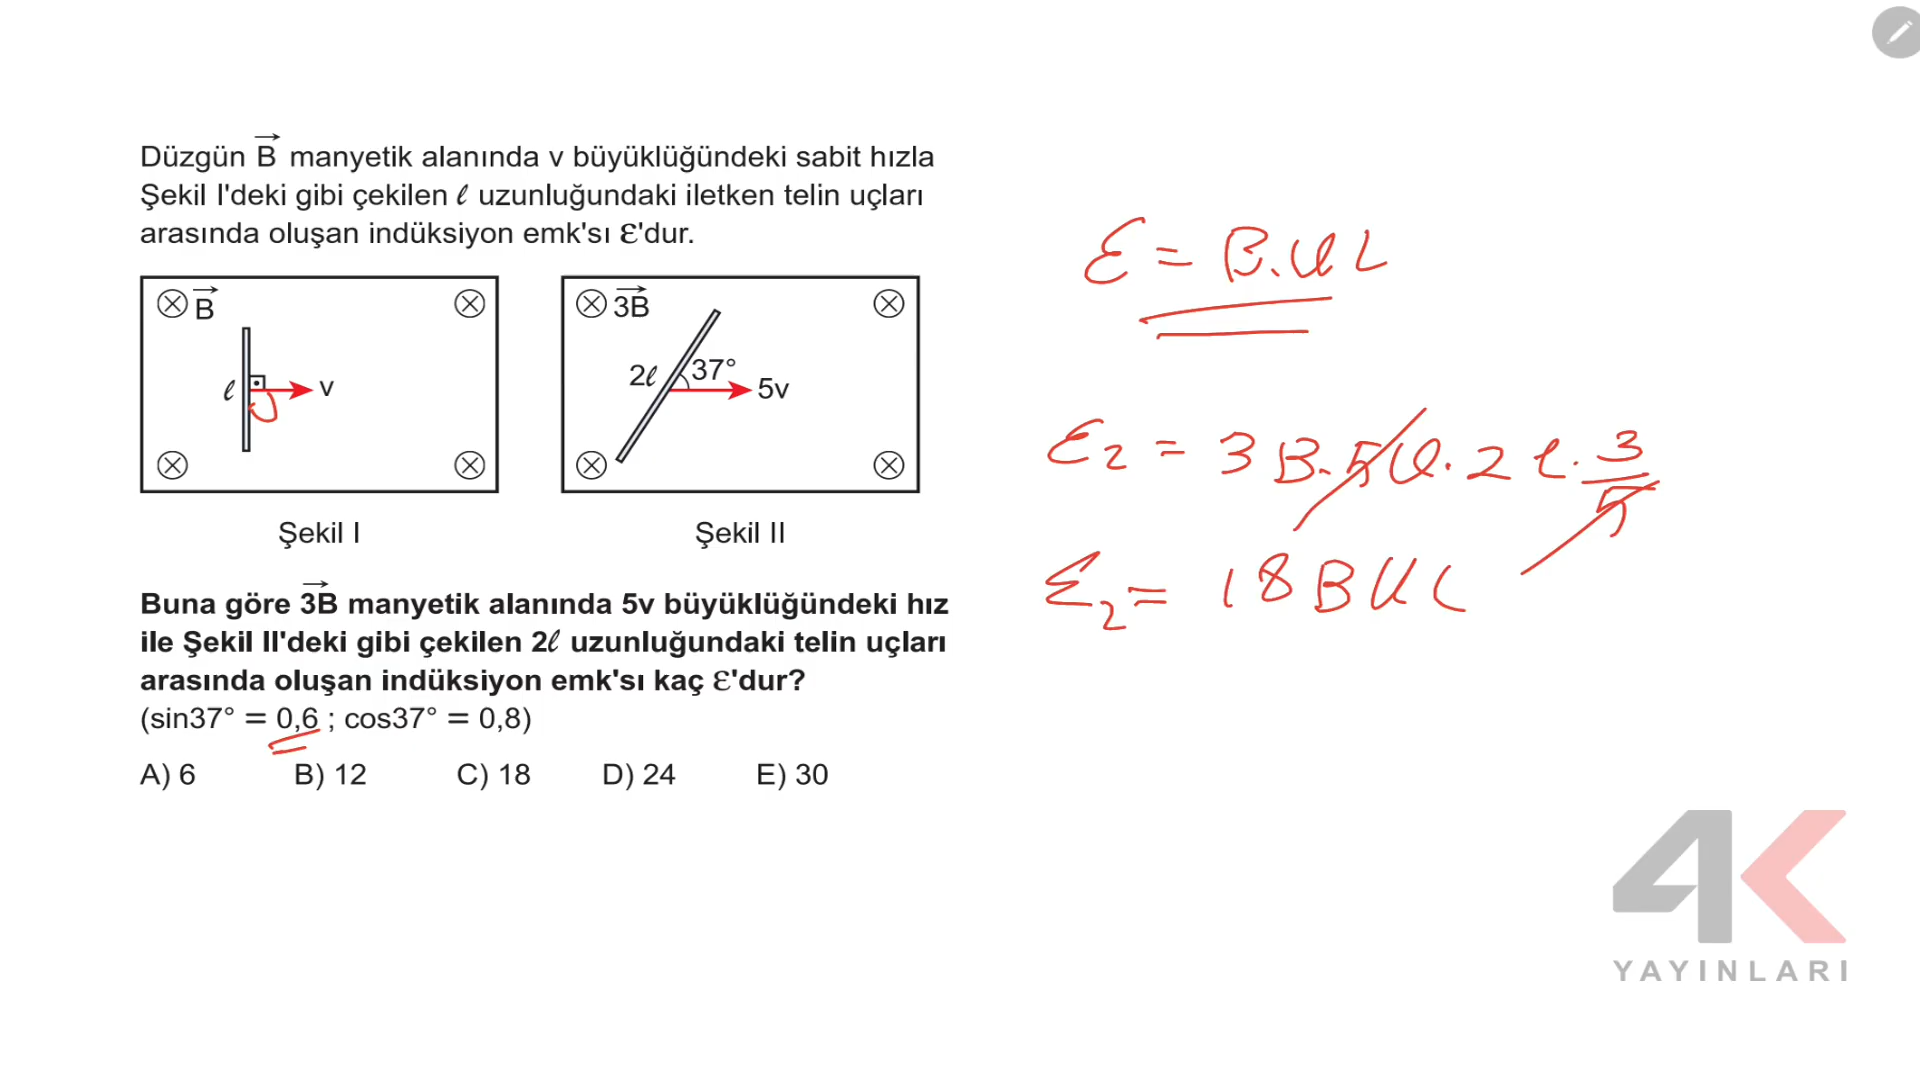 Düzgün B manyetik alanında v büyüklüğündeki sabit hızla
Şekil I'deki gibi çekilen ℓ uzunluğundaki iletken telin uçları
arasında oluşan indüksiyon emk'sı ε'dur.
B
ℓ
v
Şekil I
3B
2ℓ
37°
5v
Şekil II
Buna göre 3B manyetik alanında 5v büyüklüğündeki hız
ile Şekil II'deki gibi çekilen 2ℓ uzunluğundaki telin uçları
arasında oluşan indüksiyon emk'sı kaç ε'dur?
(sin37° = 0,6 ; cos37° = 0,8)
A) 6 B) 12 C) 18 D) 24 E) 30
ε = B.υL
ε2 = 3B.5υ.2ℓ.3/5
ε2 = 18BυL
4K
YAYINLARI